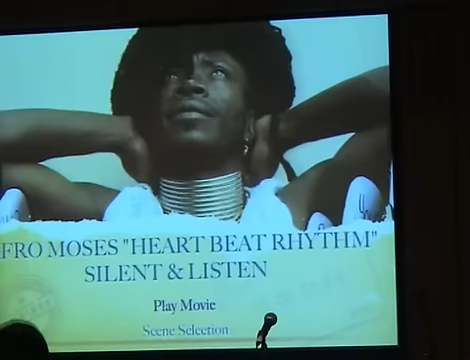 FRO MOSES "HEART BEAT RHYTHM"
SILENT & LISTEN
Play Movie
Scene Selection